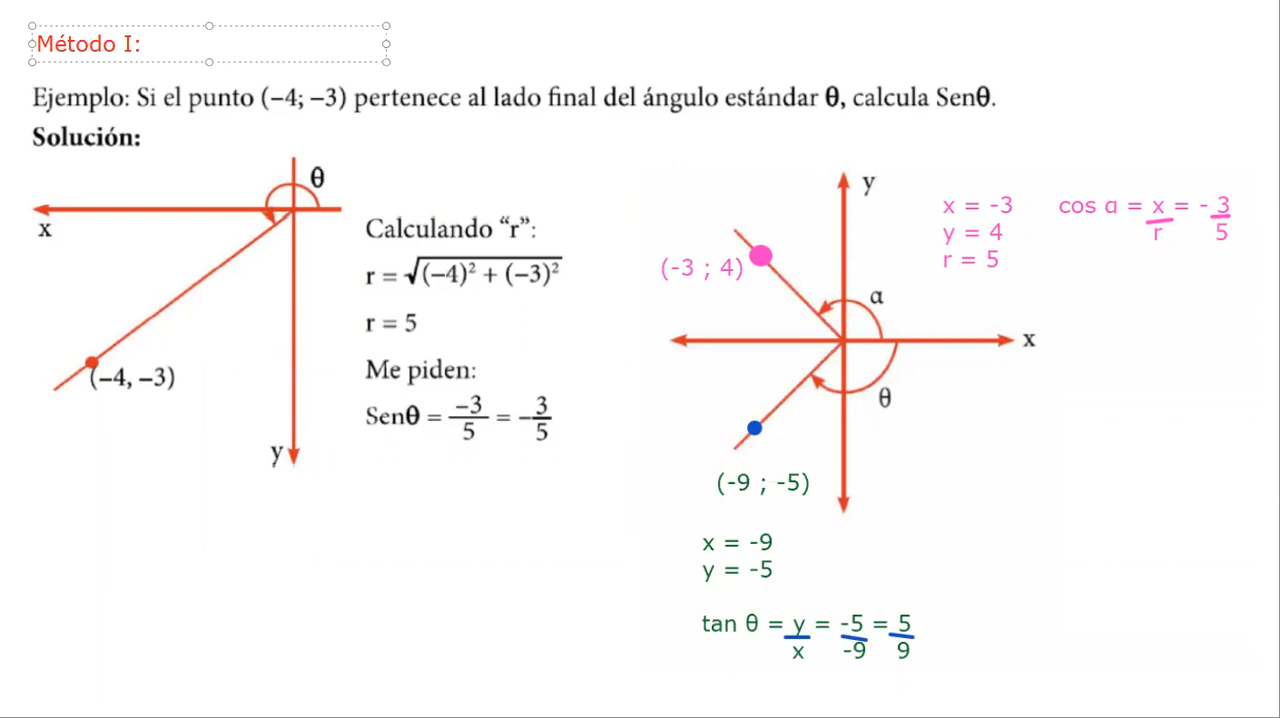 Método I:
Ejemplo: Si el punto (−4; −3) pertenece al lado final del ángulo estándar θ, calcula Senθ.
Solución:
θ
x
y
(−4, −3)
Calculando “r”:
r = √(−4)² + (−3)²
r = 5
Me piden:
Senθ = −3/5 = −3/5
y
x
α
θ
(-3 ; 4)
x = -3
y = 4
r = 5
cos α = x/r = - 3/5
(-9 ; -5)
x = -9
y = -5
tan θ = y/x = -5/-9 = 5/9